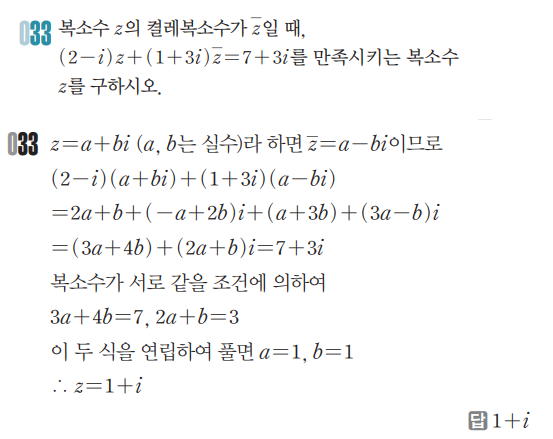 033 복소수 z의 켤레복소수가 z̅일 때,
(2-i)z+(1+3i)z̅=7+3i를 만족시키는 복소수
z를 구하시오.
033 z=a+bi (a, b는 실수)라 하면 z̅=a-bi이므로
(2-i)(a+bi)+(1+3i)(a-bi)
=2a+b+(-a+2b)i+(a+3b)+(3a-b)i
=(3a+4b)+(2a+b)i=7+3i
복소수가 서로 같을 조건에 의하여
3a+4b=7, 2a+b=3
이 두 식을 연립하여 풀면 a=1, b=1
∴ z=1+i
답 1+i